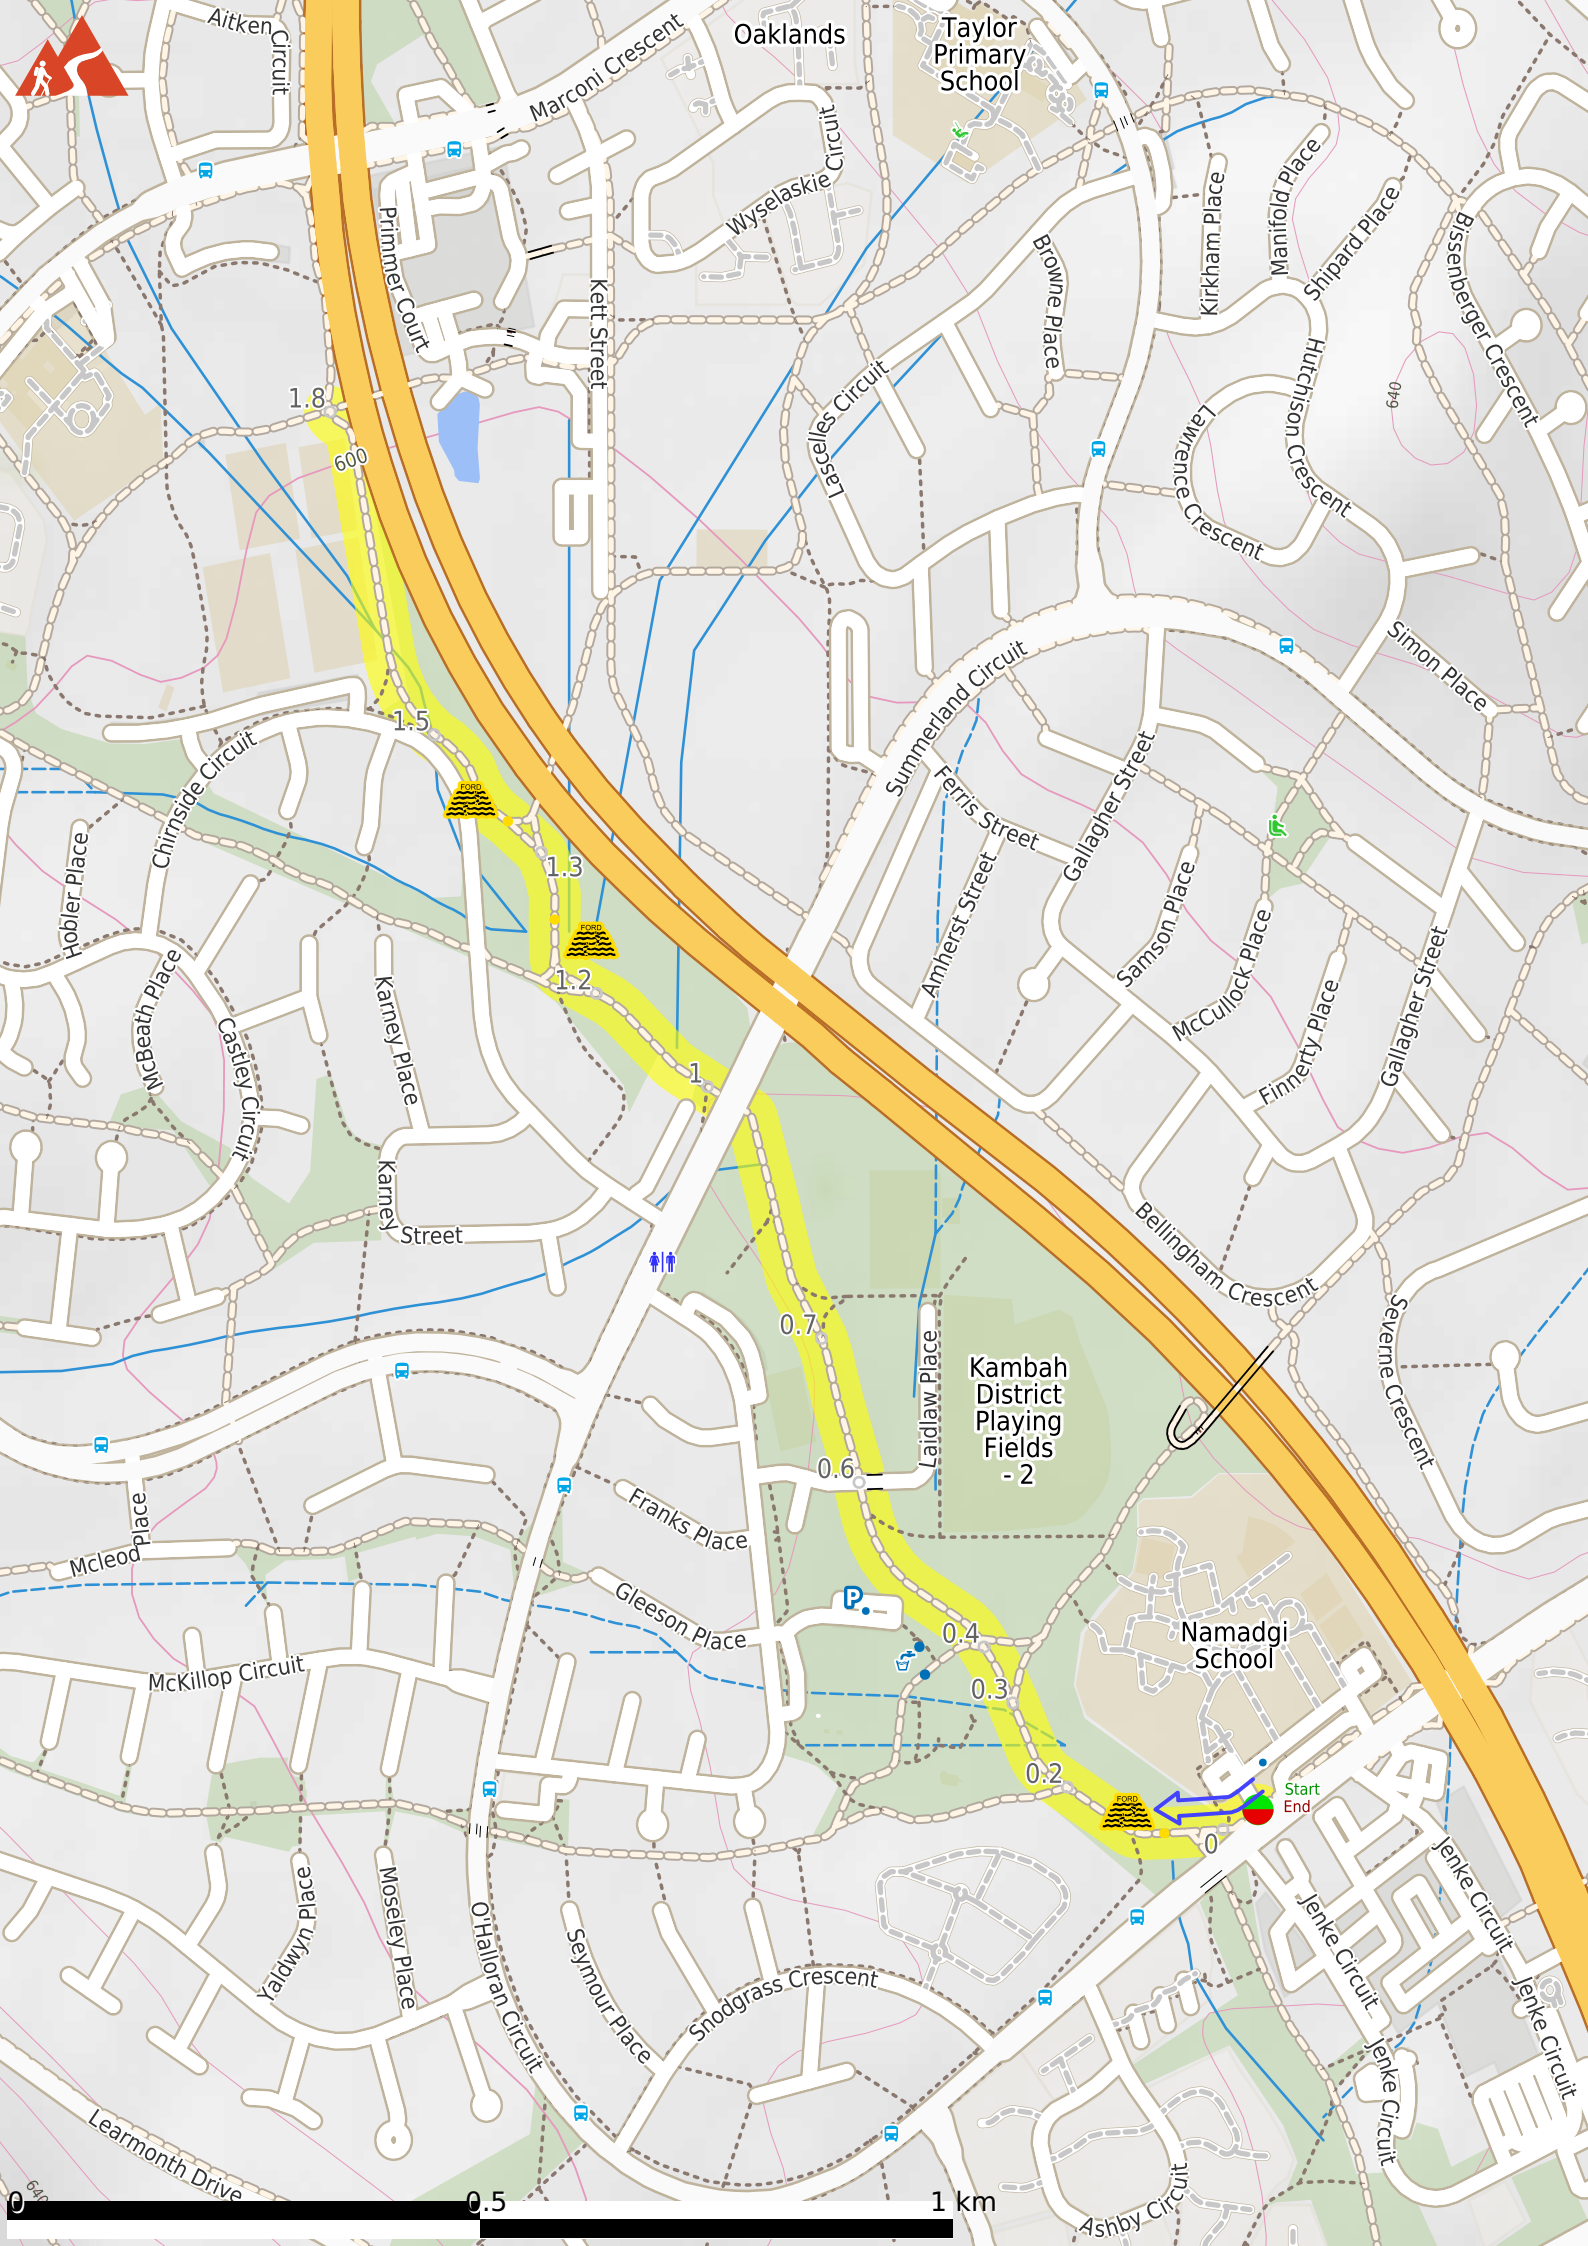 Aitken Circuit
Marconi Crescent
Oaklands
Taylor
Primary
School
Wyselaskie Circuit
Primmer Court
Kett Street
Browne Place
Kirkham Place
Manifold Place
Shipard Place
Bissenberger Crescent
Hutchison Crescent
Lawrence Crescent
640
Lascelles Circuit
1.8
600
Simon Place
Summerland Circuit
1.5
Chirnside Circuit
Ferris Street
Gallagher Street
FORD
Hobler Place
1.3
Amherst Street
Samson Place
McCullock Place
FORD
1.2
McBeath Place
Castley Circuit
Karney Place
Finnerty Place
Gallagher Street
1
Karney
Street
Bellingham Crescent
Severne Crescent
0.7
Laidlaw Place
Kambah
District
Playing
Fields
- 2
0.6
Mcleod Place
Franks Place
Gleeson Place
P
0.4
Namadgi
School
McKillop Circuit
0.3
0.2
FORD
Start
End
0
Yaldwyn Place
Moseley Place
O'Halloran Circuit
Seymour Place
Snodgrass Crescent
Jenke Circuit
Jenke Circuit
Jenke Circuit
Jenke Circuit
Learmonth Drive
Ashby Circuit
640
0
0.5
1 km